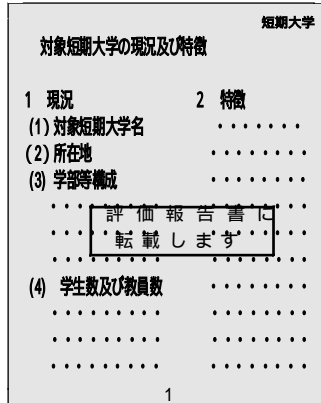 短期大学
対象短期大学の現況及び特徴
1 現況
(1) 対象短期大学名
(2) 所在地
(3) 学部等構成
・・・・・・・・・
・・・・・・・・・
・・・・・・・・・
(4) 学生数及び教員数
・・・・・・・・・
・・・・・・・・・
・・・・・・・・・
2 特徴
・・・・・・・
・・・・・・・・
・・・・・・・・
・・・・・・・・
・・・・・・・・
・・・・・・・・
・・・・・・・・
・・・・・・・・
・・・・・・・・
・・・・・・・・
評価報告書に
転載します
1